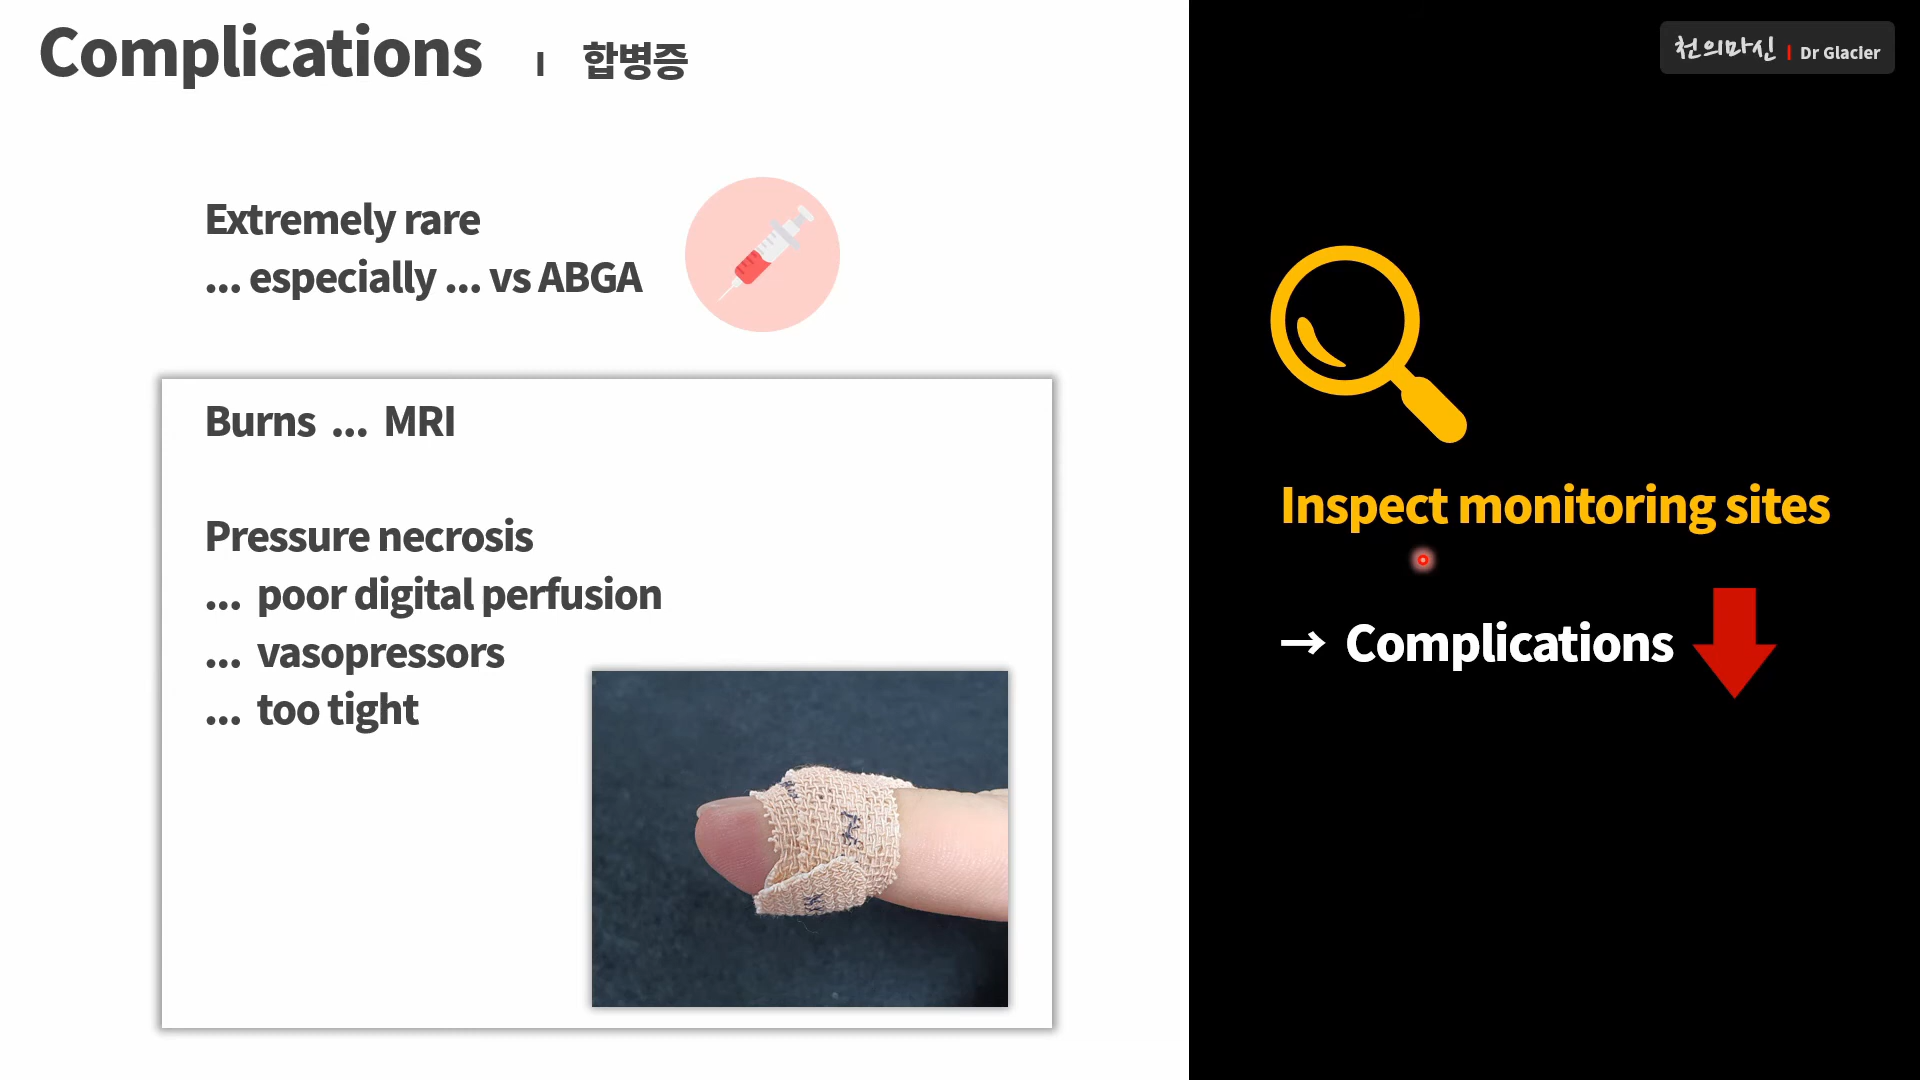 Complications | 합병증
천의마신 | Dr Glacier
Extremely rare
... especially ... vs ABGA
Burns ... MRI
Pressure necrosis
... poor digital perfusion
... vasopressors
... too tight
Inspect monitoring sites
→ Complications